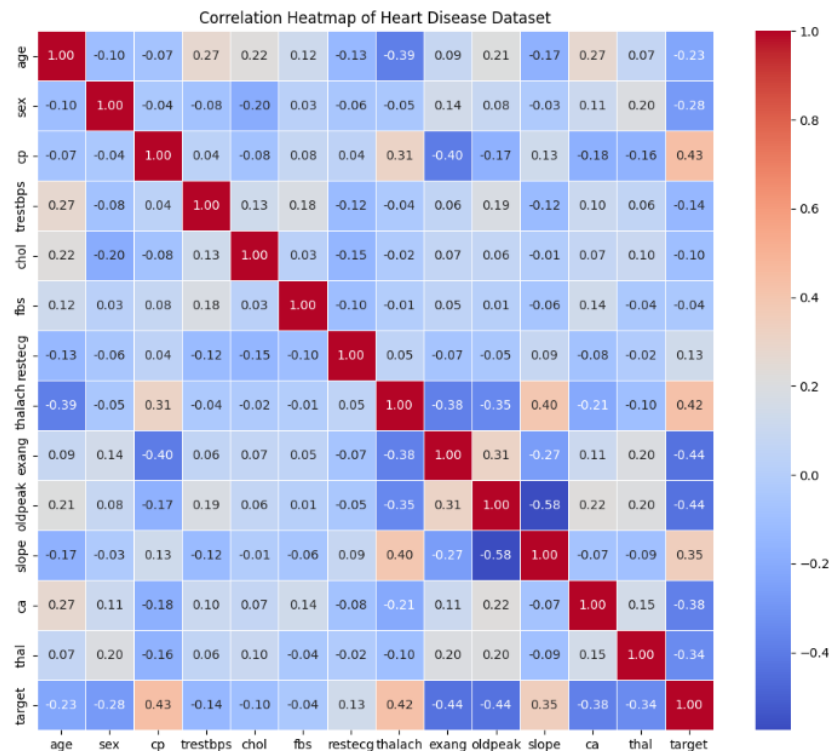 Correlation Heatmap of Heart Disease Dataset
age 1.00 -0.10 -0.07 0.27 0.22 0.12 -0.13 -0.39 0.09 0.21 -0.17 0.27 0.07 -0.23
sex -0.10 1.00 -0.04 -0.08 -0.20 0.03 -0.06 -0.05 0.14 0.08 -0.03 0.11 0.20 -0.28
cp -0.07 -0.04 1.00 0.04 -0.08 0.08 0.04 0.31 -0.40 -0.17 0.13 -0.18 -0.16 0.43
trestbps 0.27 -0.08 0.04 1.00 0.13 0.18 -0.12 -0.04 0.06 0.19 -0.12 0.10 0.06 -0.14
chol 0.22 -0.20 -0.08 0.13 1.00 0.03 -0.15 -0.02 0.07 0.06 -0.01 0.07 0.10 -0.10
fbs 0.12 0.03 0.08 0.18 0.03 1.00 -0.10 -0.01 0.05 0.01 -0.06 0.14 -0.04 -0.04
restecg -0.13 -0.06 0.04 -0.12 -0.15 -0.10 1.00 0.05 -0.07 -0.05 0.09 -0.08 -0.02 0.13
thalach -0.39 -0.05 0.31 -0.04 -0.02 -0.01 0.05 1.00 -0.38 -0.35 0.40 -0.21 -0.10 0.42
exang 0.09 0.14 -0.40 0.06 0.07 0.05 -0.07 -0.38 1.00 0.31 -0.27 0.11 0.20 -0.44
oldpeak 0.21 0.08 -0.17 0.19 0.06 0.01 -0.05 -0.35 0.31 1.00 -0.58 0.22 0.20 -0.44
slope -0.17 -0.03 0.13 -0.12 -0.01 -0.06 0.09 0.40 -0.27 -0.58 1.00 -0.07 -0.09 0.35
ca 0.27 0.11 -0.18 0.10 0.07 0.14 -0.08 -0.21 0.11 0.22 -0.07 1.00 0.15 -0.38
thal 0.07 0.20 -0.16 0.06 0.10 -0.04 -0.02 -0.10 0.20 0.20 -0.09 0.15 1.00 -0.34
target -0.23 -0.28 0.43 -0.14 -0.10 -0.04 0.13 0.42 -0.44 -0.44 0.35 -0.38 -0.34 1.00
age sex cp trestbps chol fbs restecg thalach exang oldpeak slope ca thal target
1.0
0.8
0.6
0.4
0.2
0.0
-0.2
-0.4